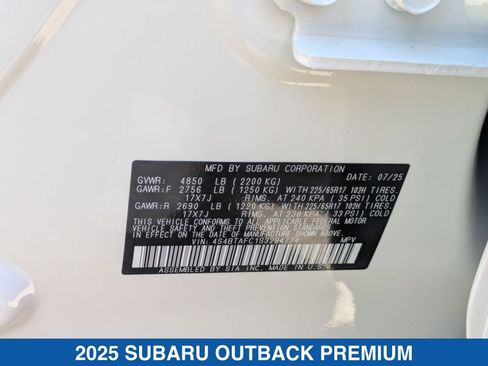 MFD BY SUBARU CORPORATION
GVWR: 4850 LB (2200 KG) DATE: 07/25
GAWR:F 2756 LB (1250 KG) WITH 225/65R17 102H TIRES.
17X7J RIMS. AT 240 KPA (35 PSI) COLD
GAWR:R 2690 LB (1220 KG) WITH 225/65R17 102H TIRES.
17X7J RIMS. AT 230 KPA (33 PSI) COLD
THIS VEHICLE CONFORMS TO ALL APPLICABLE FEDERAL MOTOR
VEHICLE SAFETY AND
THEFT PREVENTION STANDARDS IN EFFECT ON THE DATE OF
MANUFACTURE SHOWN ABOVE.
VIN: 4S4BTAFC1S3294724 MPV
ASSEMBLED BY SIA INC. MADE IN U.S.A.
2025 SUBARU OUTBACK PREMIUM